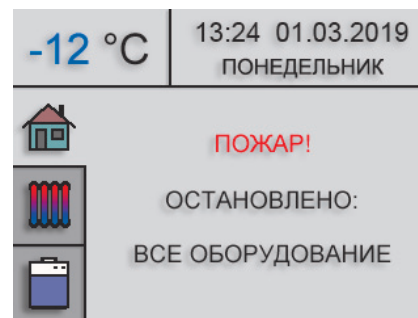 -12 °C
13:24 01.03.2019
ПОНЕДЕЛЬНИК
ПОЖАР!
ОСТАНОВЛЕНО:
ВСЕ ОБОРУДОВАНИЕ